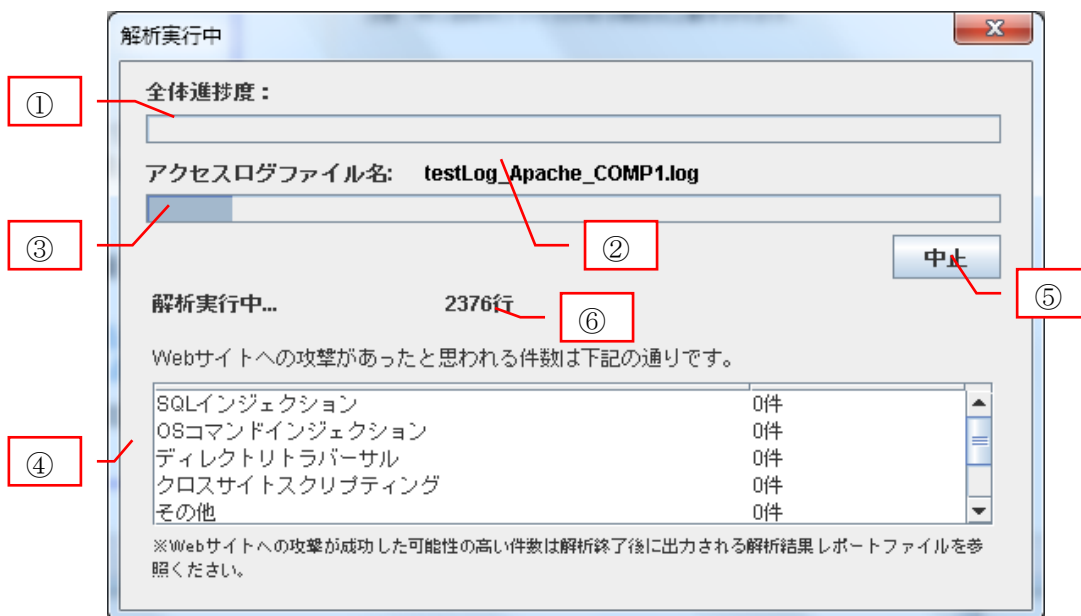 解析実行中
① 全体進捗度：
アクセスログファイル名: testLog_Apache_COMP1.log
③ ②
中止
⑤
解析実行中... 2376行
⑥
Webサイトへの攻撃があったと思われる件数は下記の通りです。
SQLインジェクション 0件
OSコマンドインジェクション 0件
④ ディレクトリトラバーサル 0件
クロスサイトスクリプティング 0件
その他 0件
※Webサイトへの攻撃が成功した可能性の高い件数は解析終了後に出力される解析結果レポートファイルを参
照ください。